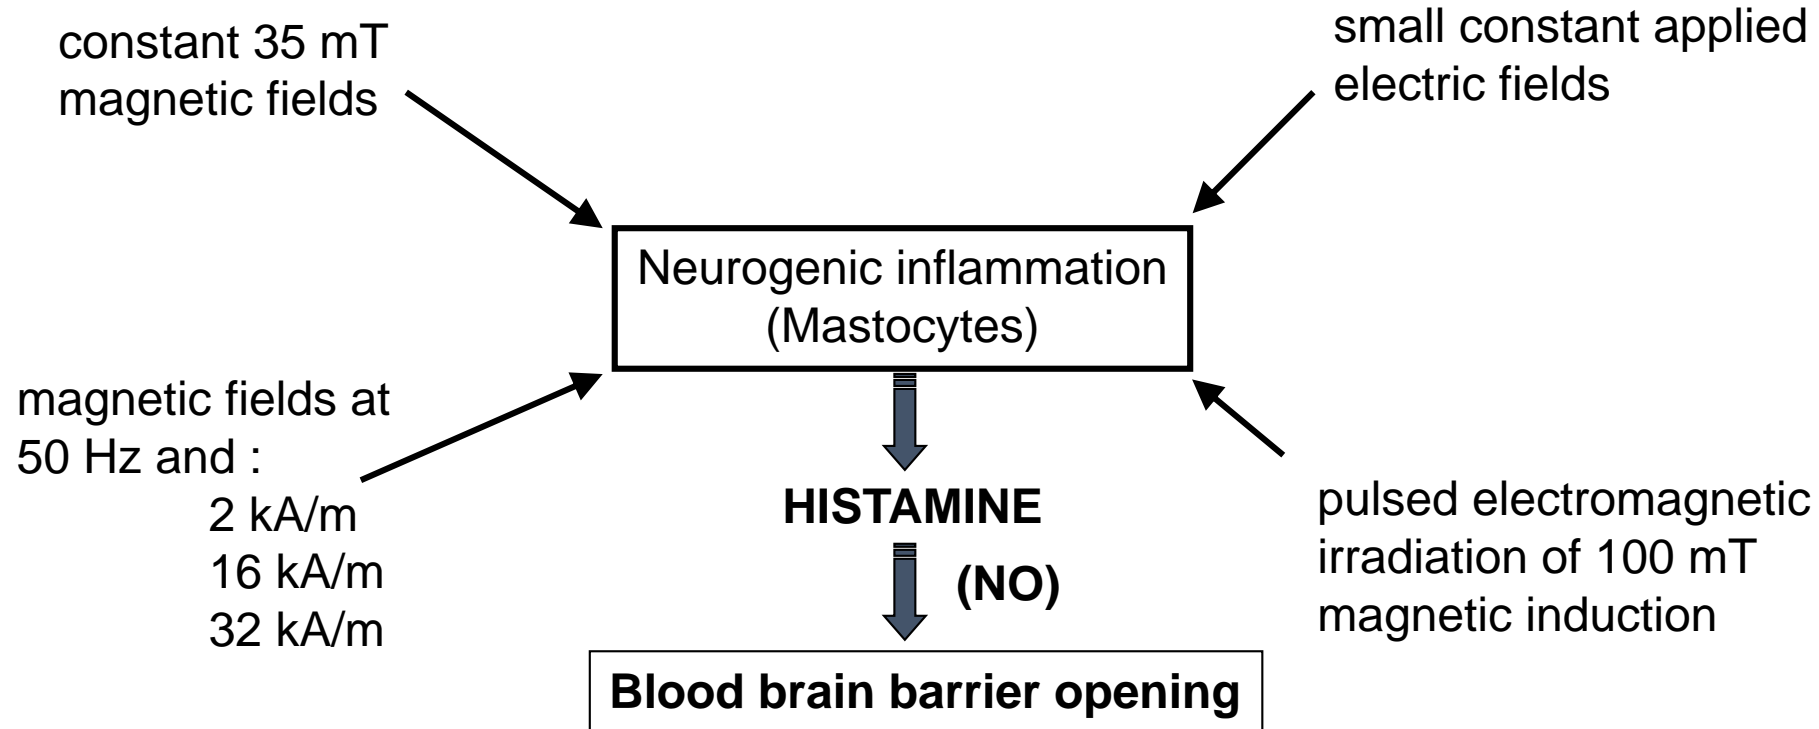 constant 35 mT
magnetic fields
small constant applied
electric fields
Neurogenic inflammation
(Mastocytes)
magnetic fields at
50 Hz and :
2 kA/m
16 kA/m
32 kA/m
HISTAMINE
(NO)
pulsed electromagnetic
irradiation of 100 mT
magnetic induction
Blood brain barrier opening